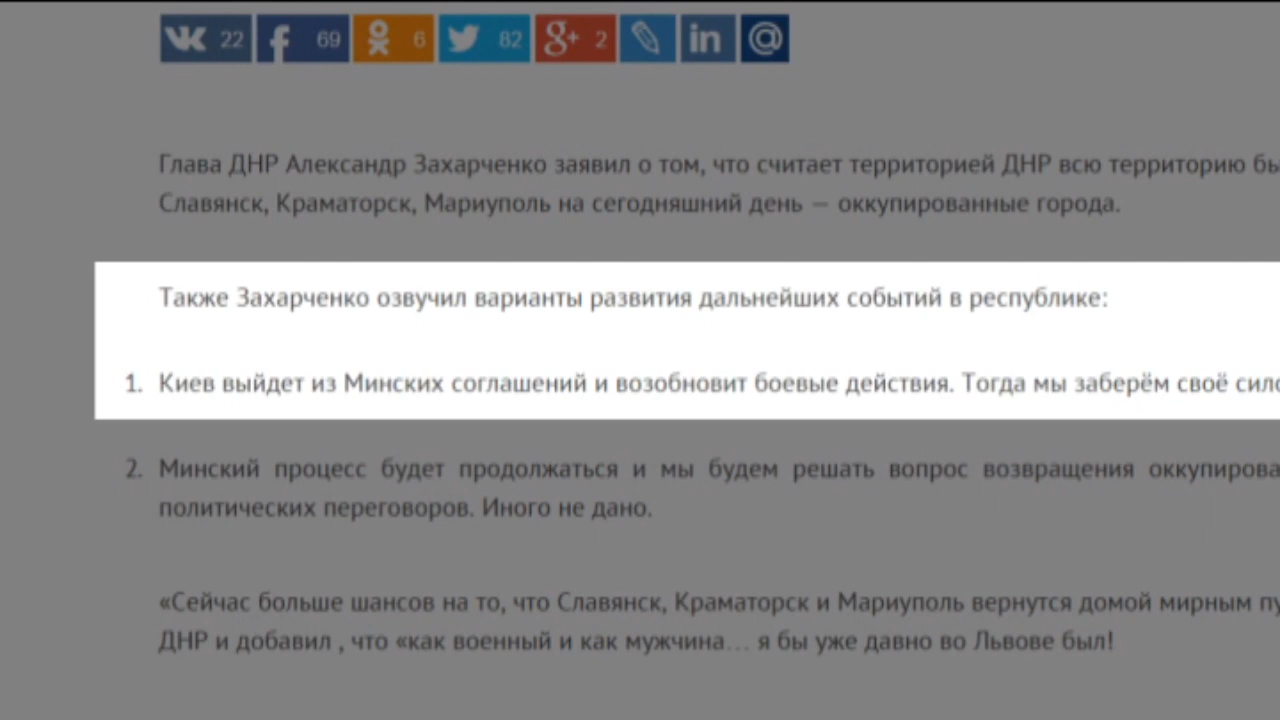 22 69 6 82 g+ 2 in @
Глава ДНР Александр Захарченко заявил о том, что считает территорией ДНР всю территорию
Славянск, Краматорск, Мариуполь на сегодняшний день — оккупированные города.
Также Захарченко озвучил варианты развития дальнейших событий в республике:
1. Киев выйдет из Минских соглашений и возобновит боевые действия. Тогда мы заберём своё
2. Минский процесс будет продолжаться и мы будем решать вопрос возвращения
политических переговоров. Иного не дано.
«Сейчас больше шансов на то, что Славянск, Краматорск и Мариуполь вернутся домой мирным
ДНР и добавил , что «как военный и как мужчина... я бы уже давно во Львове был!